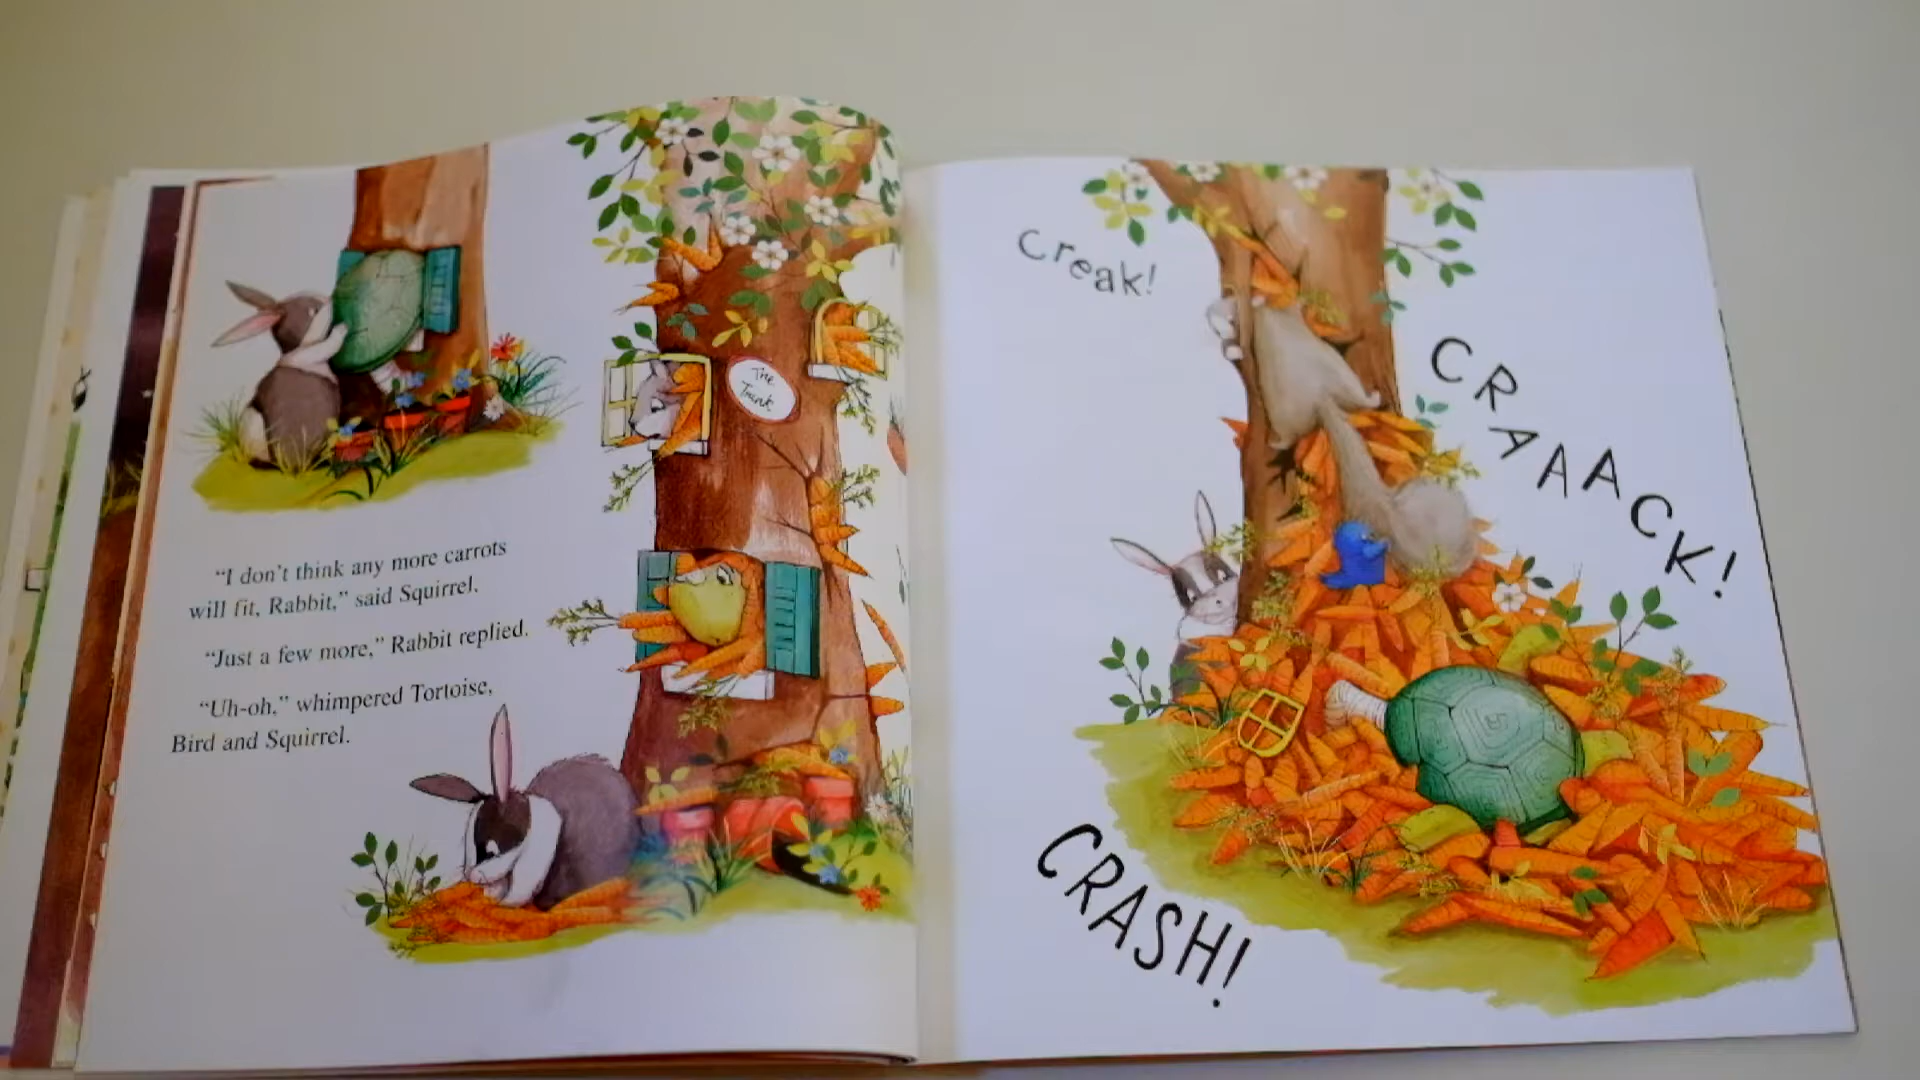 The
Trunk
“I don’t think any more carrots
will fit, Rabbit,” said Squirrel.
“Just a few more,” Rabbit replied.
“Uh-oh,” whimpered Tortoise,
Bird and Squirrel.
creak!
CRAAACK!
CRASH!